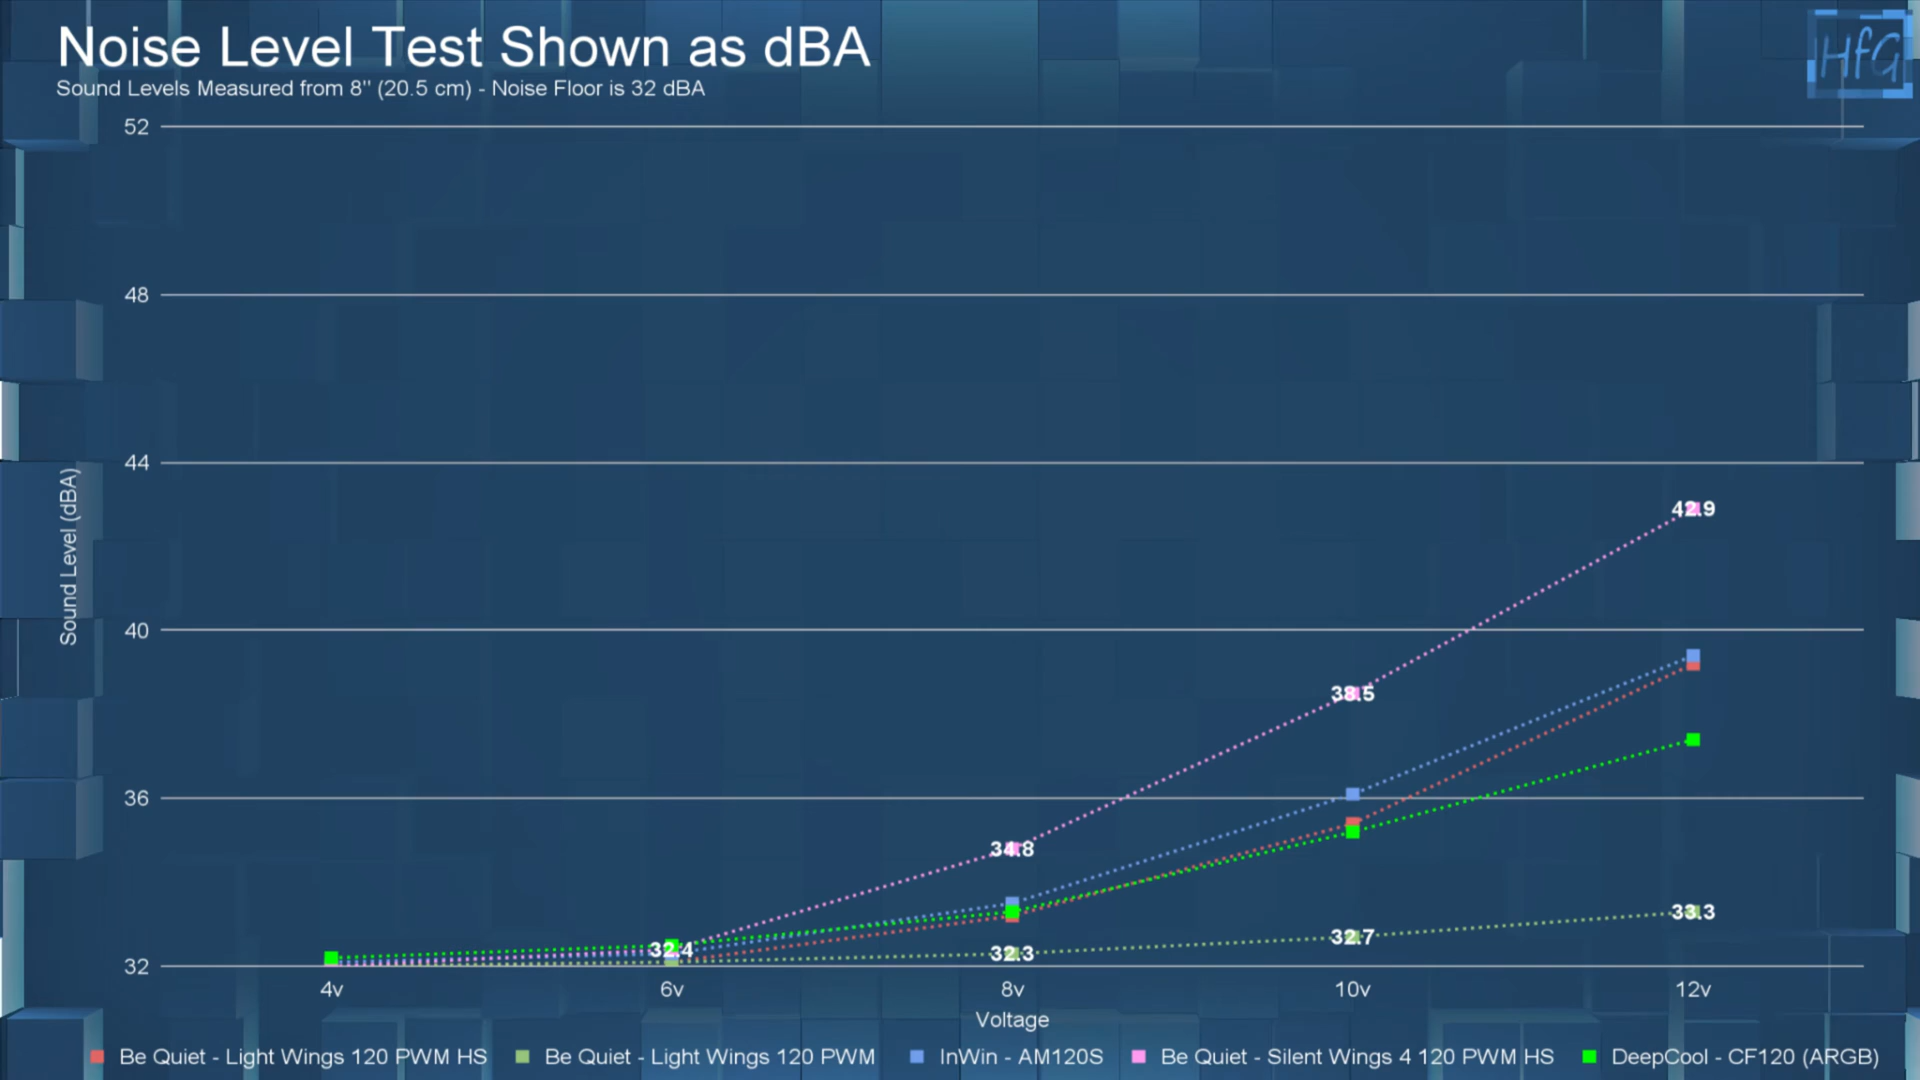 Noise Level Test Shown as dBA
HfG
Sound Levels Measured from 8" (20.5 cm) - Noise Floor is 32 dBA
52
48
44
42.9
Sound Level (dBA)
40
38.5
36
34.8
33.3
32.7
32.4
32.3
32
4v 6v 8v 10v 12v
Voltage
Be Quiet - Light Wings 120 PWM HS Be Quiet - Light Wings 120 PWM InWin - AM120S Be Quiet - Silent Wings 4 120 PWM HS DeepCool - CF120 (ARGB)